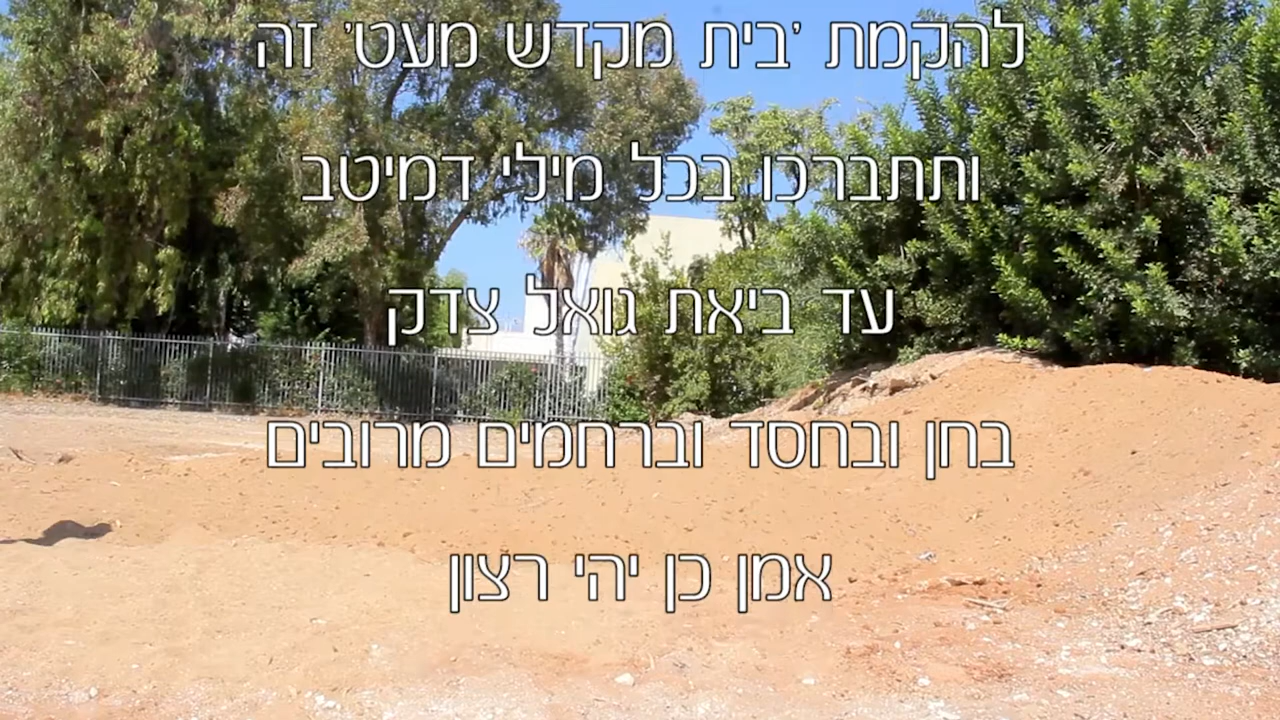 להקמת 'בית מקדש מעט' זה
ותתברכו בכל מילי דמיטב
עד ביאת גואל צדק
בחן ובחסד וברחמים מרובים
אמן כן יהי רצון